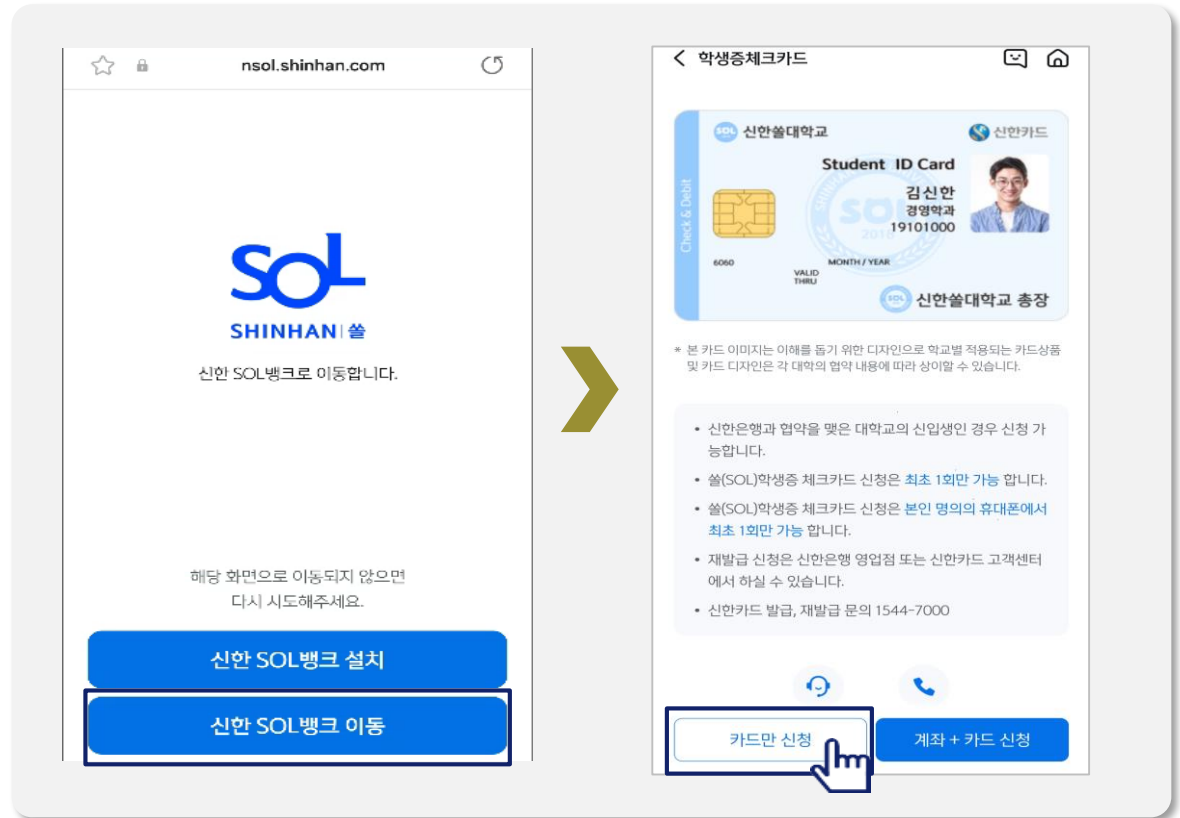 nsol.shinhan.com
SOL
SHINHAN 쏠
신한 SOL뱅크로 이동합니다.
해당 화면으로 이동되지 않으면
다시 시도해주세요.
신한 SOL뱅크 설치
신한 SOL뱅크 이동
학생증체크카드
Check & Debit
SOL 신한쏠대학교
신한카드
Student ID Card
김신한
경영학과
19101000
SOL
2018
6060
MONTH / YEAR
VALID
THRU
SOL 신한쏠대학교 총장
* 본 카드 이미지는 이해를 돕기 위한 디자인으로 학교별 적용되는 카드상품
및 카드 디자인은 각 대학의 협약 내용에 따라 상이할 수 있습니다.
• 신한은행과 협약을 맺은 대학교의 신입생인 경우 신청 가
능합니다.
• 쏠(SOL)학생증 체크카드 신청은 최초 1회만 가능 합니다.
• 쏠(SOL)학생증 체크카드 신청은 본인 명의의 휴대폰에서
최초 1회만 가능 합니다.
• 재발급 신청은 신한은행 영업점 또는 신한카드 고객센터
에서 하실 수 있습니다.
• 신한카드 발급, 재발급 문의 1544-7000
카드만 신청
계좌 + 카드 신청